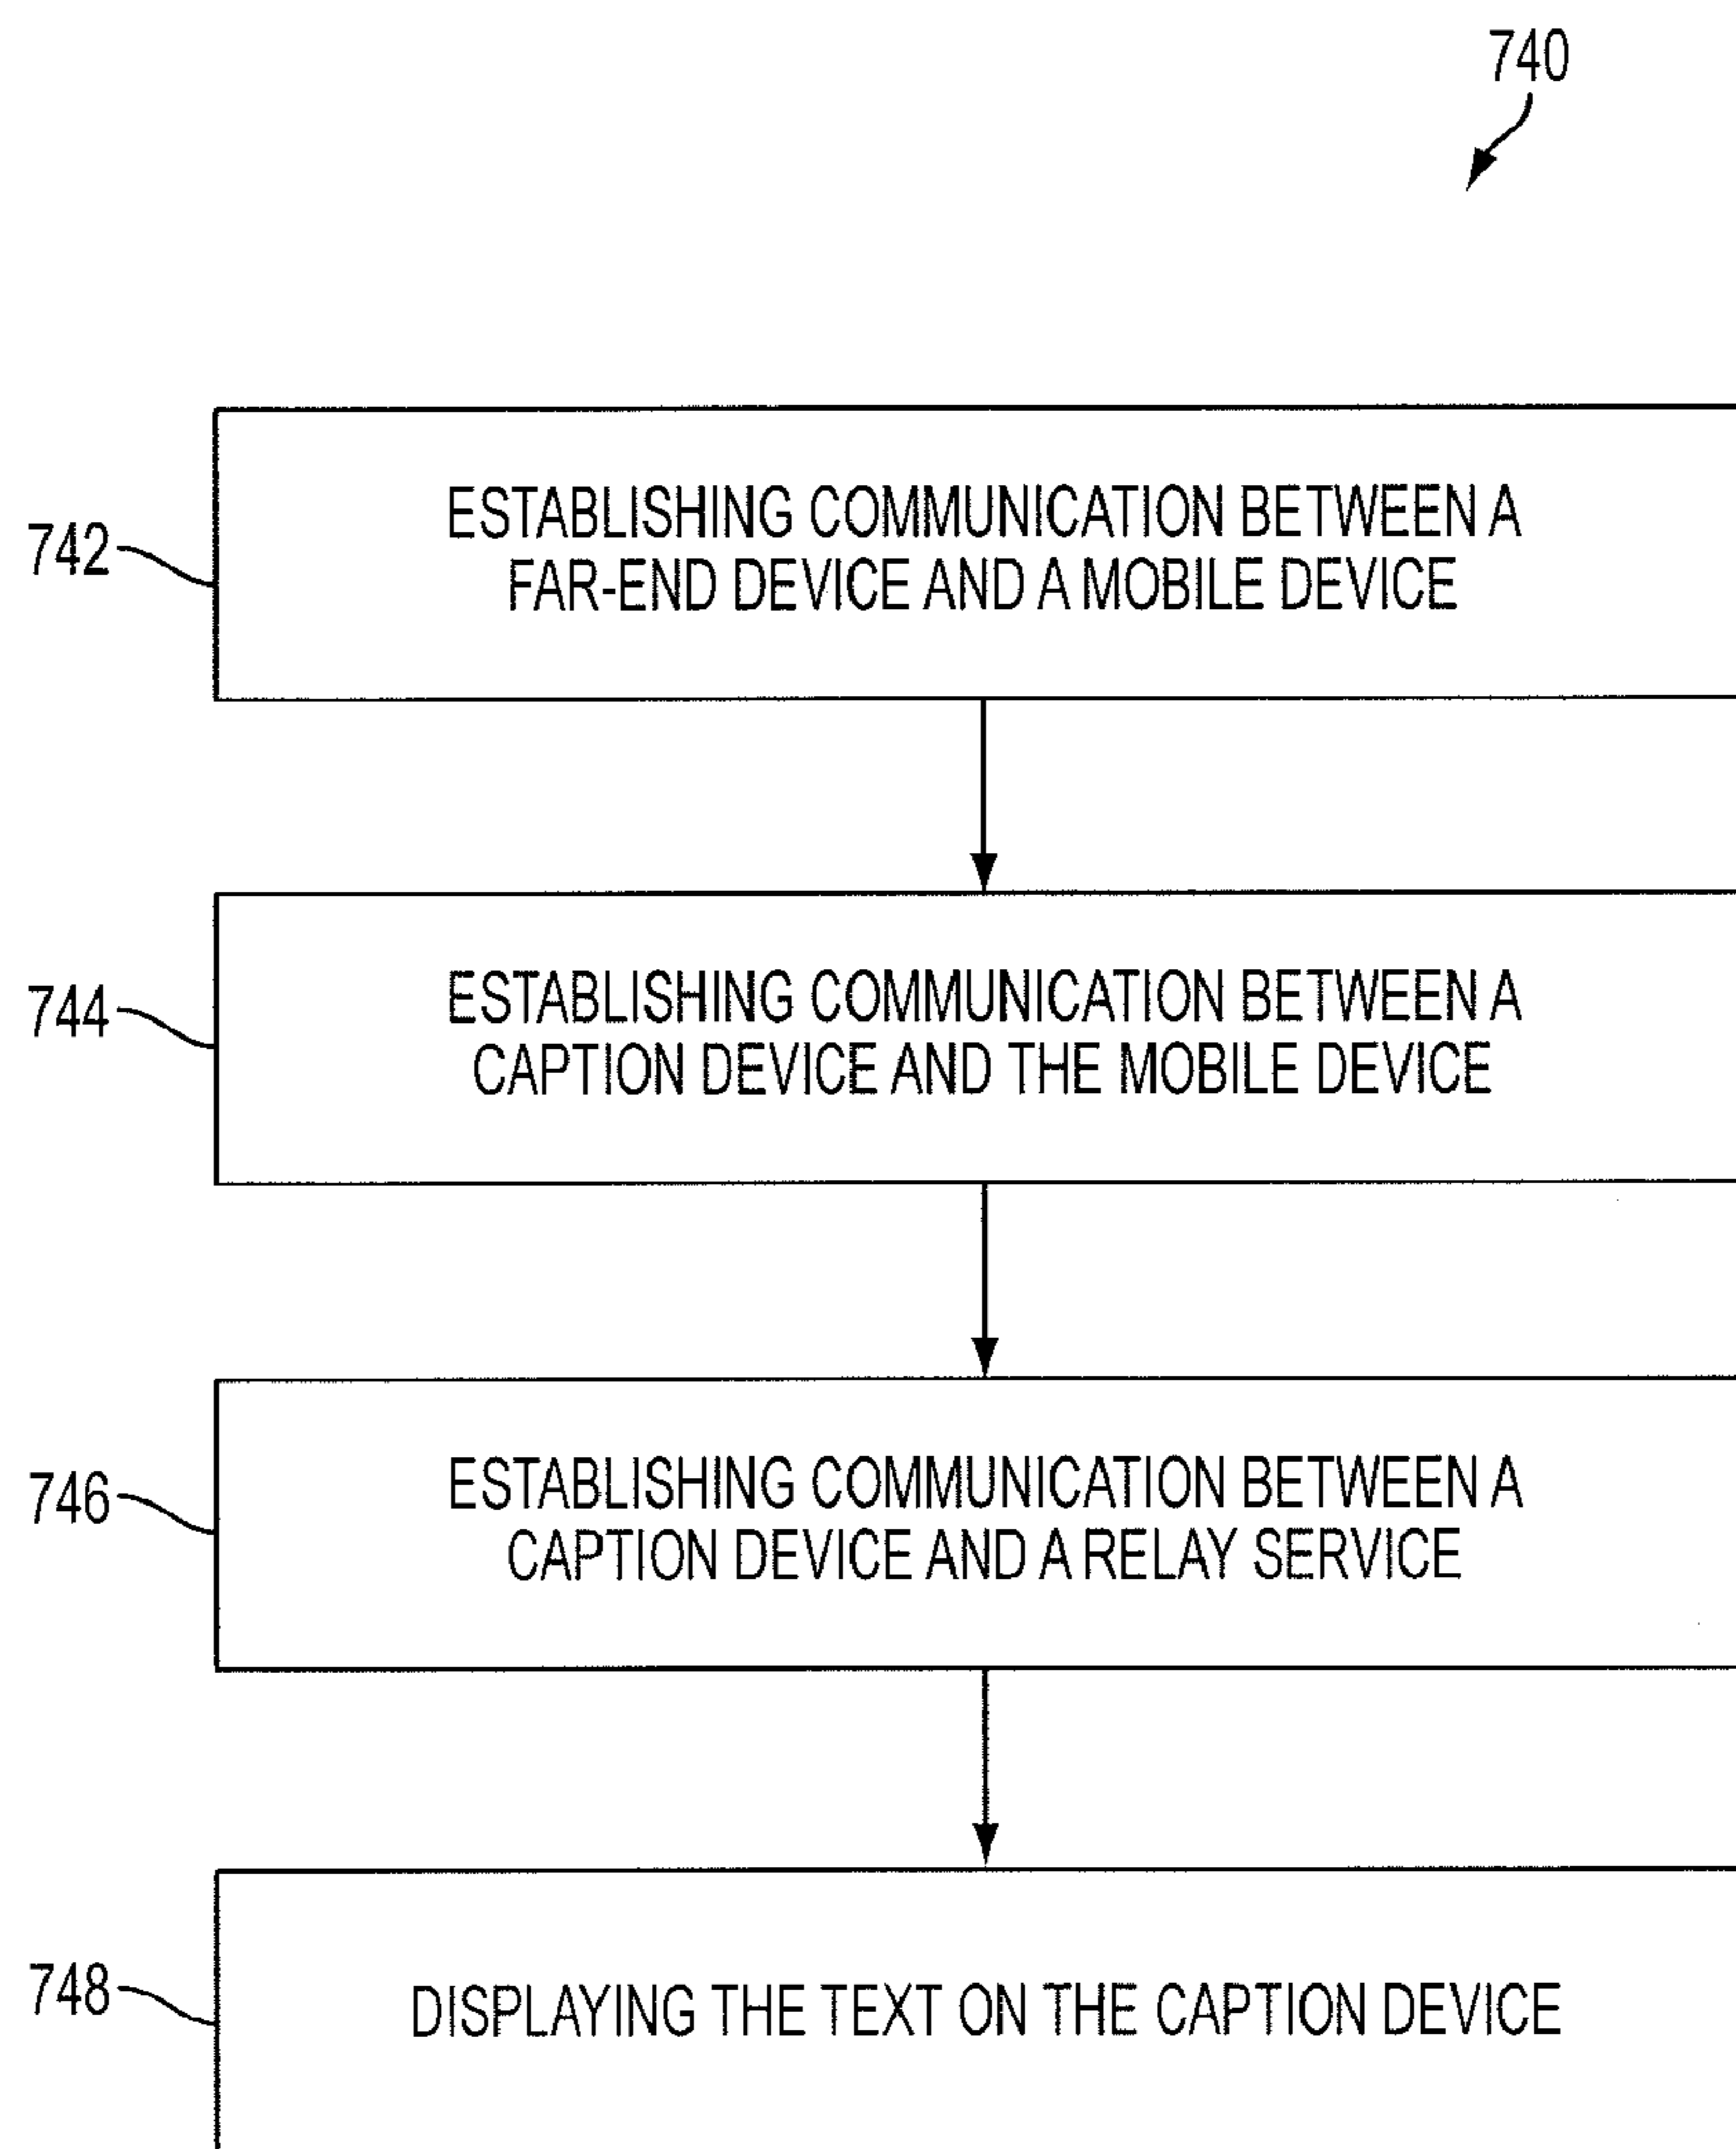 740
742
ESTABLISHING COMMUNICATION BETWEEN A
FAR-END DEVICE AND A MOBILE DEVICE
744
ESTABLISHING COMMUNICATION BETWEEN A
CAPTION DEVICE AND THE MOBILE DEVICE
746
ESTABLISHING COMMUNICATION BETWEEN A
CAPTION DEVICE AND A RELAY SERVICE
748
DISPLAYING THE TEXT ON THE CAPTION DEVICE